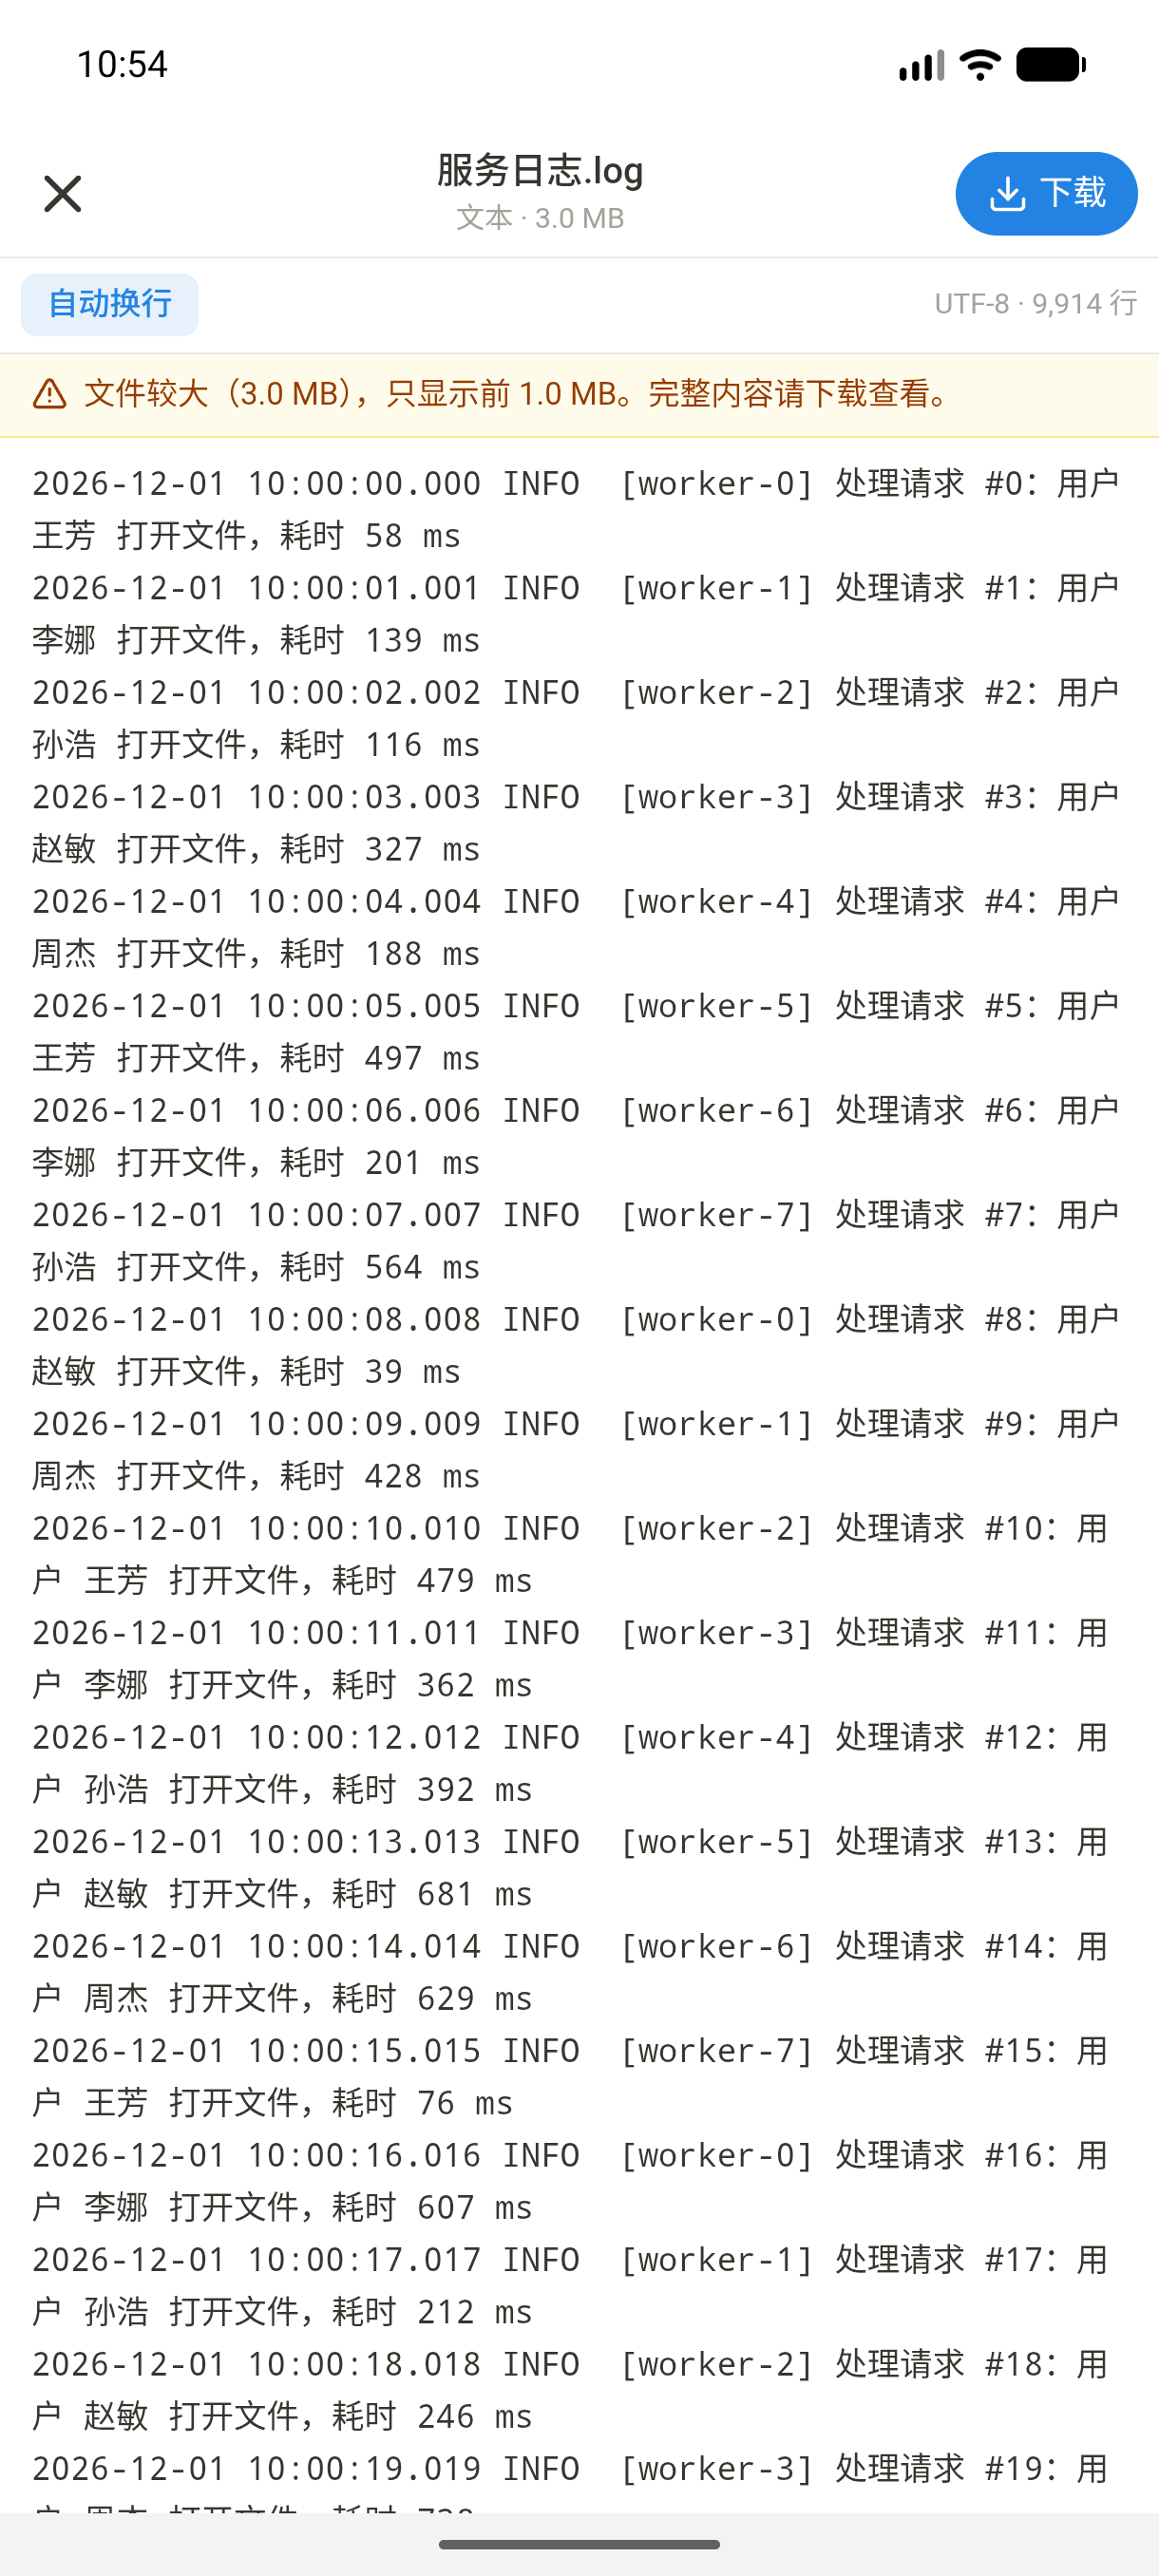 10:54
服务日志.log
文本 · 3.0 MB
下载
自动换行
UTF-8 · 9,914 行
文件较大（3.0 MB），只显示前 1.0 MB。完整内容请下载查看。
2026-12-01 10:00:00.000 INFO  [worker-0] 处理请求 #0：用户
王芳 打开文件，耗时 58 ms
2026-12-01 10:00:01.001 INFO  [worker-1] 处理请求 #1：用户
李娜 打开文件，耗时 139 ms
2026-12-01 10:00:02.002 INFO  [worker-2] 处理请求 #2：用户
孙浩 打开文件，耗时 116 ms
2026-12-01 10:00:03.003 INFO  [worker-3] 处理请求 #3：用户
赵敏 打开文件，耗时 327 ms
2026-12-01 10:00:04.004 INFO  [worker-4] 处理请求 #4：用户
周杰 打开文件，耗时 188 ms
2026-12-01 10:00:05.005 INFO  [worker-5] 处理请求 #5：用户
王芳 打开文件，耗时 497 ms
2026-12-01 10:00:06.006 INFO  [worker-6] 处理请求 #6：用户
李娜 打开文件，耗时 201 ms
2026-12-01 10:00:07.007 INFO  [worker-7] 处理请求 #7：用户
孙浩 打开文件，耗时 564 ms
2026-12-01 10:00:08.008 INFO  [worker-0] 处理请求 #8：用户
赵敏 打开文件，耗时 39 ms
2026-12-01 10:00:09.009 INFO  [worker-1] 处理请求 #9：用户
周杰 打开文件，耗时 428 ms
2026-12-01 10:00:10.010 INFO  [worker-2] 处理请求 #10：用
户 王芳 打开文件，耗时 479 ms
2026-12-01 10:00:11.011 INFO  [worker-3] 处理请求 #11：用
户 李娜 打开文件，耗时 362 ms
2026-12-01 10:00:12.012 INFO  [worker-4] 处理请求 #12：用
户 孙浩 打开文件，耗时 392 ms
2026-12-01 10:00:13.013 INFO  [worker-5] 处理请求 #13：用
户 赵敏 打开文件，耗时 681 ms
2026-12-01 10:00:14.014 INFO  [worker-6] 处理请求 #14：用
户 周杰 打开文件，耗时 629 ms
2026-12-01 10:00:15.015 INFO  [worker-7] 处理请求 #15：用
户 王芳 打开文件，耗时 76 ms
2026-12-01 10:00:16.016 INFO  [worker-0] 处理请求 #16：用
户 李娜 打开文件，耗时 607 ms
2026-12-01 10:00:17.017 INFO  [worker-1] 处理请求 #17：用
户 孙浩 打开文件，耗时 212 ms
2026-12-01 10:00:18.018 INFO  [worker-2] 处理请求 #18：用
户 赵敏 打开文件，耗时 246 ms
2026-12-01 10:00:19.019 INFO  [worker-3] 处理请求 #19：用